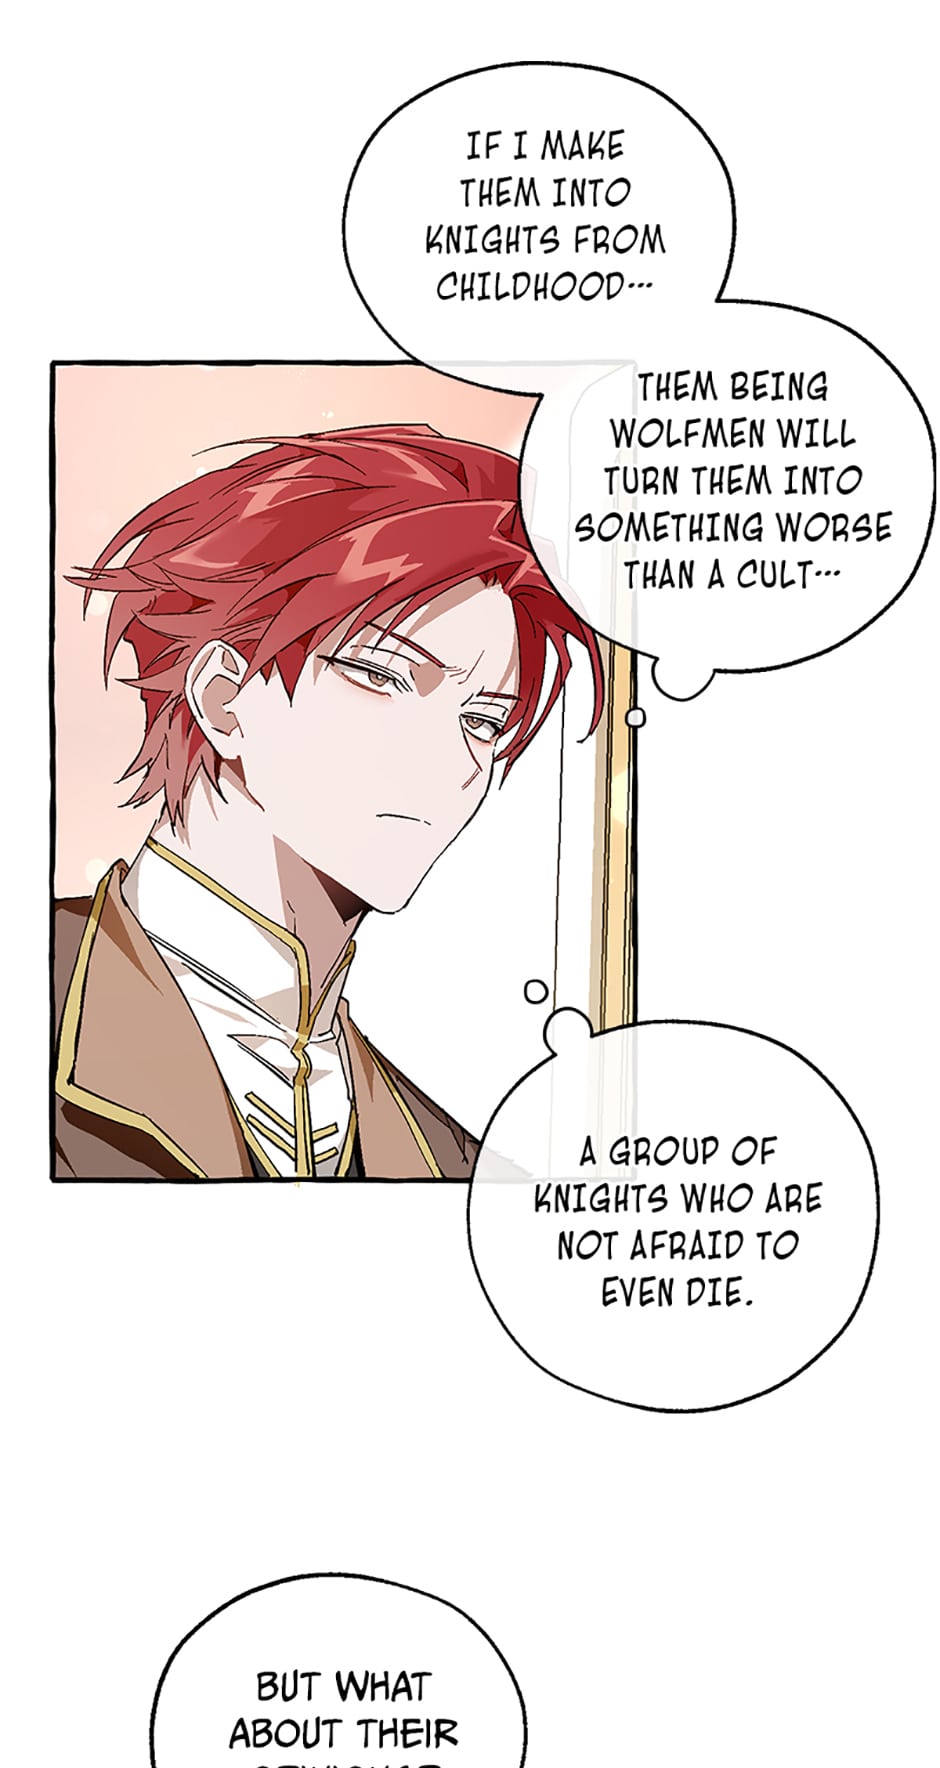 IF I MAKE
THEM INTO
KNIGHTS FROM
CHILDHOOD...
THEM BEING
WOLFMEN WILL
TURN THEM INTO
SOMETHING WORSE
THAN A CULT...
A GROUP OF
KNIGHTS WHO ARE
NOT AFRAID TO
EVEN DIE.
BUT WHAT
ABOUT THEIR